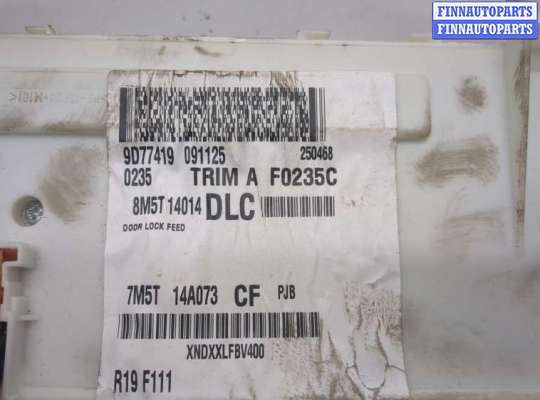 FINNAUTOPARTS
FINNAUTOPARTS
9D77419 091125 250468
0235 TRIM A F0235C
8M5T 14014 DLC
DOOR LOCK FEED
7M5T 14A073 CF PJB
XNDXXLFBV400
R19 F111